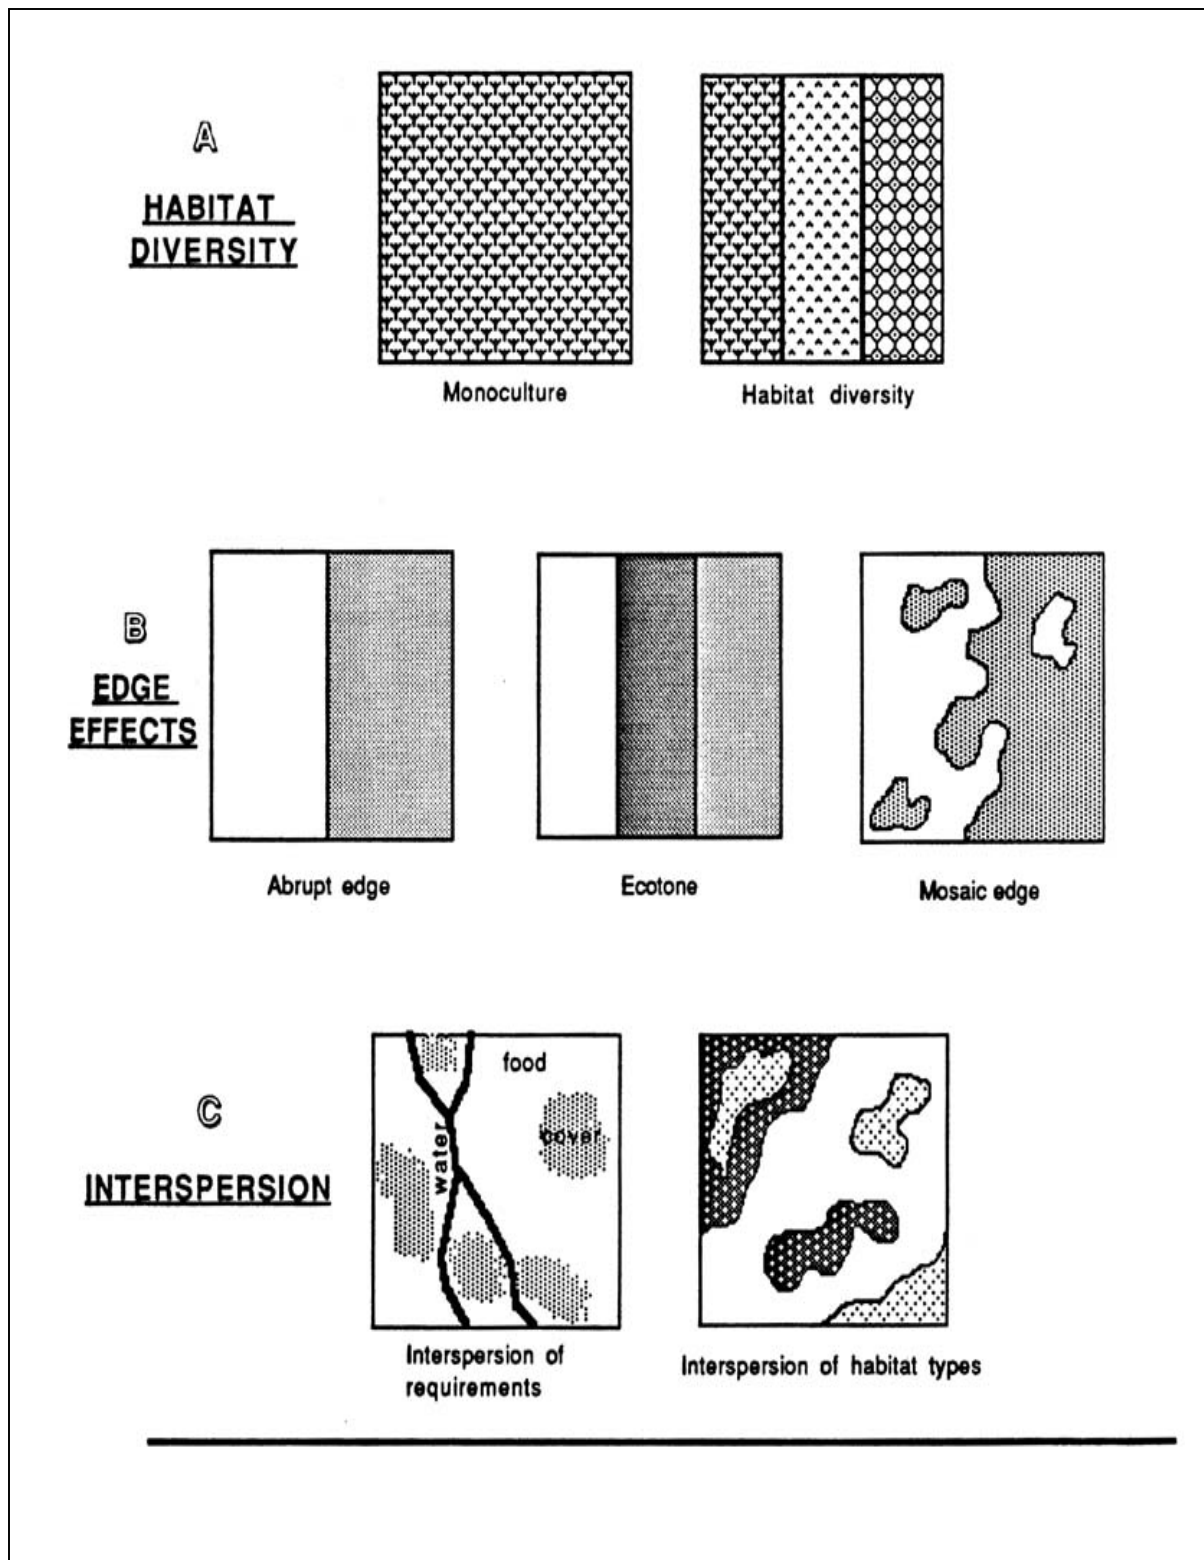 A
HABITAT
DIVERSITY
Monoculture
Habitat diversity
B
EDGE
EFFECTS
Abrupt edge
Ecotone
Mosaic edge
C
INTERSPERSION
food
cover
water
Interspersion of
requirements
Interspersion of habitat types